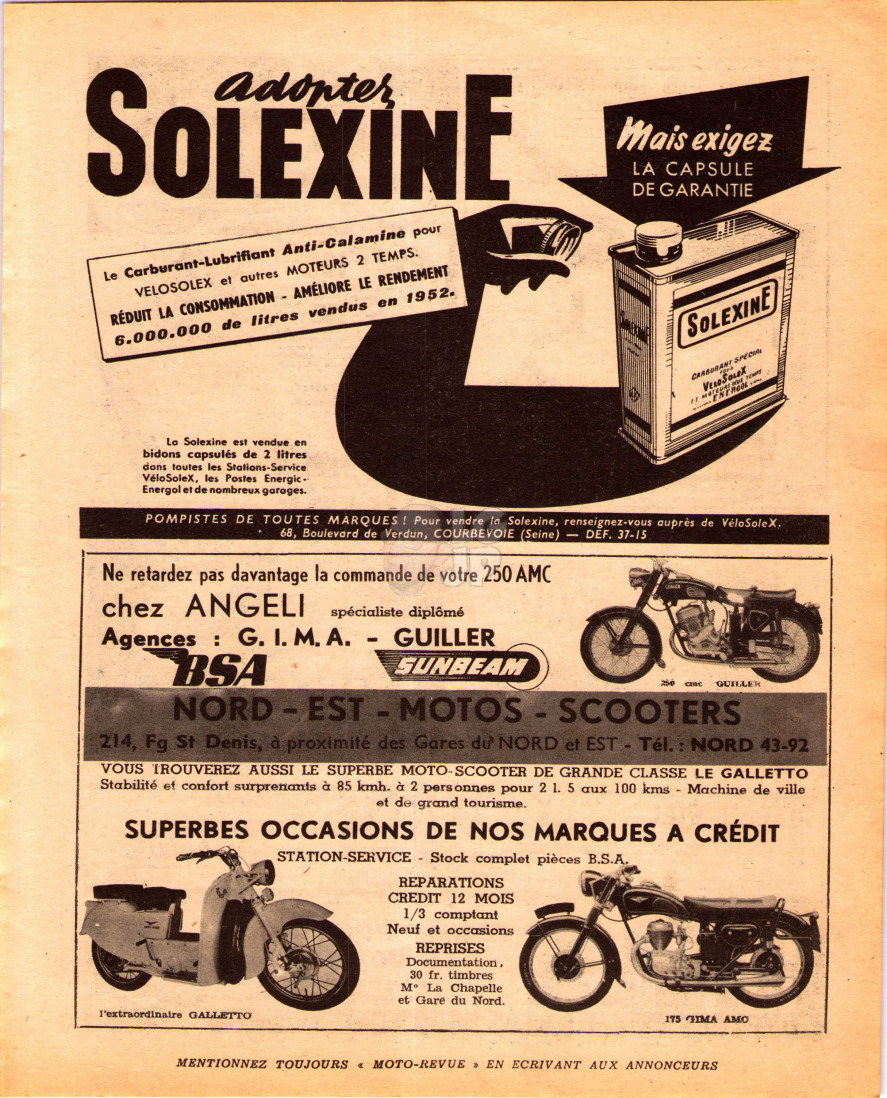 adoptez
SOLEXINE
Mais exigez
LA CAPSULE
DE GARANTIE
Le Carburant-Lubrifiant Anti-Calamine pour
VELOSOLEX et autres MOTEURS 2 TEMPS.
RÉDUIT LA CONSOMMATION - AMÉLIORE LE RENDEMENT
6.000.000 de litres vendus en 1952.
SOLEXINE
SOLEXINE
CARBURANT SPÉCIAL
POUR
VÉLOSOLEX
ET MOTEURS DEUX TEMPS
ENERGOL
La Solexine est vendue en
bidons capsulés de 2 litres
dans toutes les Stations-Service
VéloSoleX, les Postes Energic-
Energol et de nombreux garages.
POMPISTES DE TOUTES MARQUES ! Pour vendre la Solexine, renseignez-vous auprès de VéloSoleX.
68, Boulevard de Verdun, COURBEVOIE (Seine) — DÉF. 37-15
Ne retardez pas davantage la commande de votre 250 AMC
chez ANGELI spécialiste diplômé
Agences : G. I. M. A. - GUILLER
BSA SUNBEAM
250 cmc GUILLER
NORD - EST - MOTOS - SCOOTERS
214, Fg St Denis, à proximité des Gares du NORD et EST - Tél. : NORD 43-92
VOUS TROUVEREZ AUSSI LE SUPERBE MOTO-SCOOTER DE GRANDE CLASSE LE GALLETTO
Stabilité et confort surprenants à 85 kmh. à 2 personnes pour 2 l. 5 aux 100 kms - Machine de ville
et de grand tourisme.
SUPERBES OCCASIONS DE NOS MARQUES A CRÉDIT
STATION-SERVICE - Stock complet pièces B.S.A.
REPARATIONS
CREDIT 12 MOIS
1/3 comptant
Neuf et occasions
REPRISES
Documentation,
30 fr. timbres
M° La Chapelle
et Gare du Nord.
l'extraordinaire GALLETTO
175 GIMA AMC
MENTIONNEZ TOUJOURS « MOTO-REVUE » EN ECRIVANT AUX ANNONCEURS